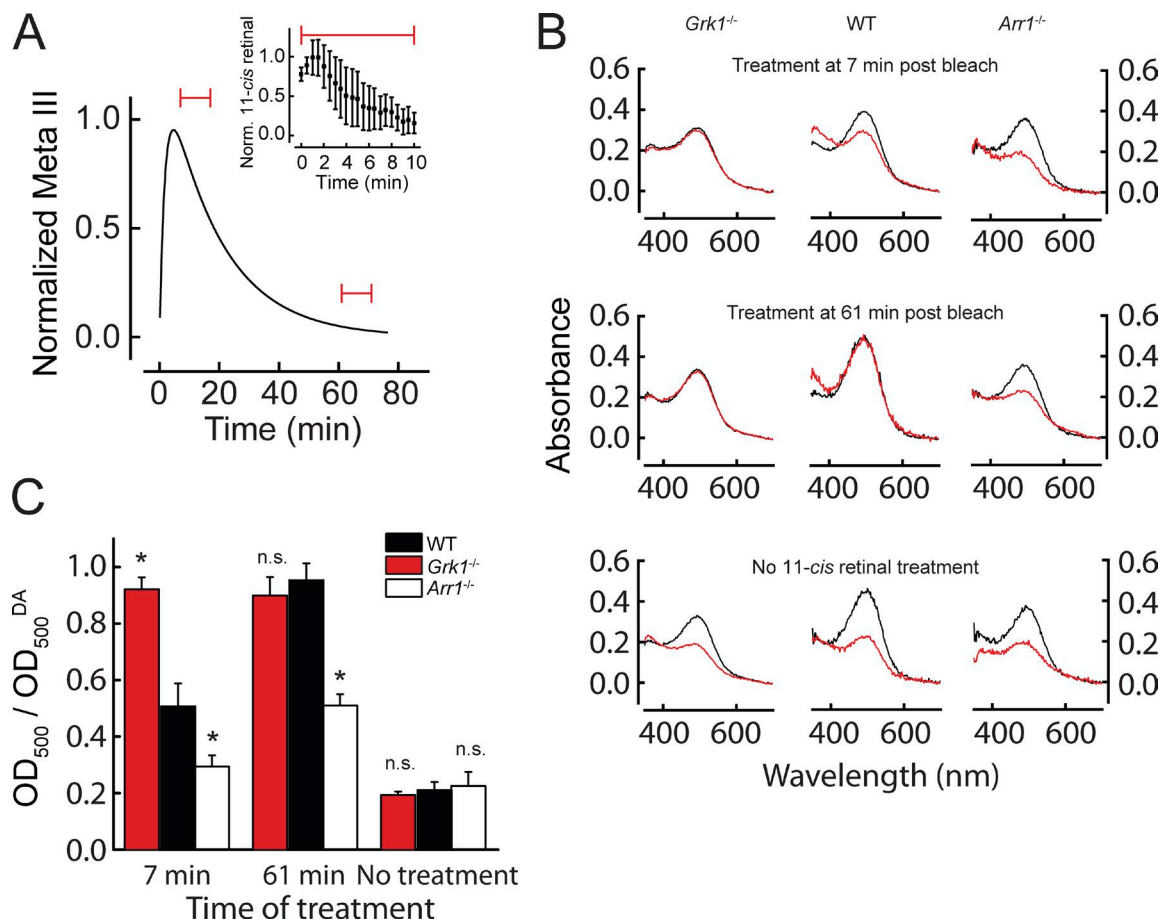 A
Norm. 11-cis retinal
1.0
0.5
0.0
0 2 4 6 8 10
Time (min)
Normalized Meta III
1.0
0.5
0.0
0 20 40 60 80
Time (min)
B
Grk1-/- WT Arr1-/-
Treatment at 7 min post bleach
0.6 0.6
0.4 0.4
0.2 0.2
0.0 0.0
400 600 400 600 400 600
Treatment at 61 min post bleach
0.6 0.6
0.4 0.4
0.2 0.2
0.0 0.0
400 600 400 600 400 600
Absorbance
No 11-cis retinal treatment
0.6 0.6
0.4 0.4
0.2 0.2
0.0 0.0
400 600 400 600 400 600
Wavelength (nm)
C
OD500 / OD500DA
1.0
0.8
0.6
0.4
0.2
0.0
WT
Grk1-/-
Arr1-/-
* n.s.
* *
n.s. n.s.
7 min 61 min No treatment
Time of treatment